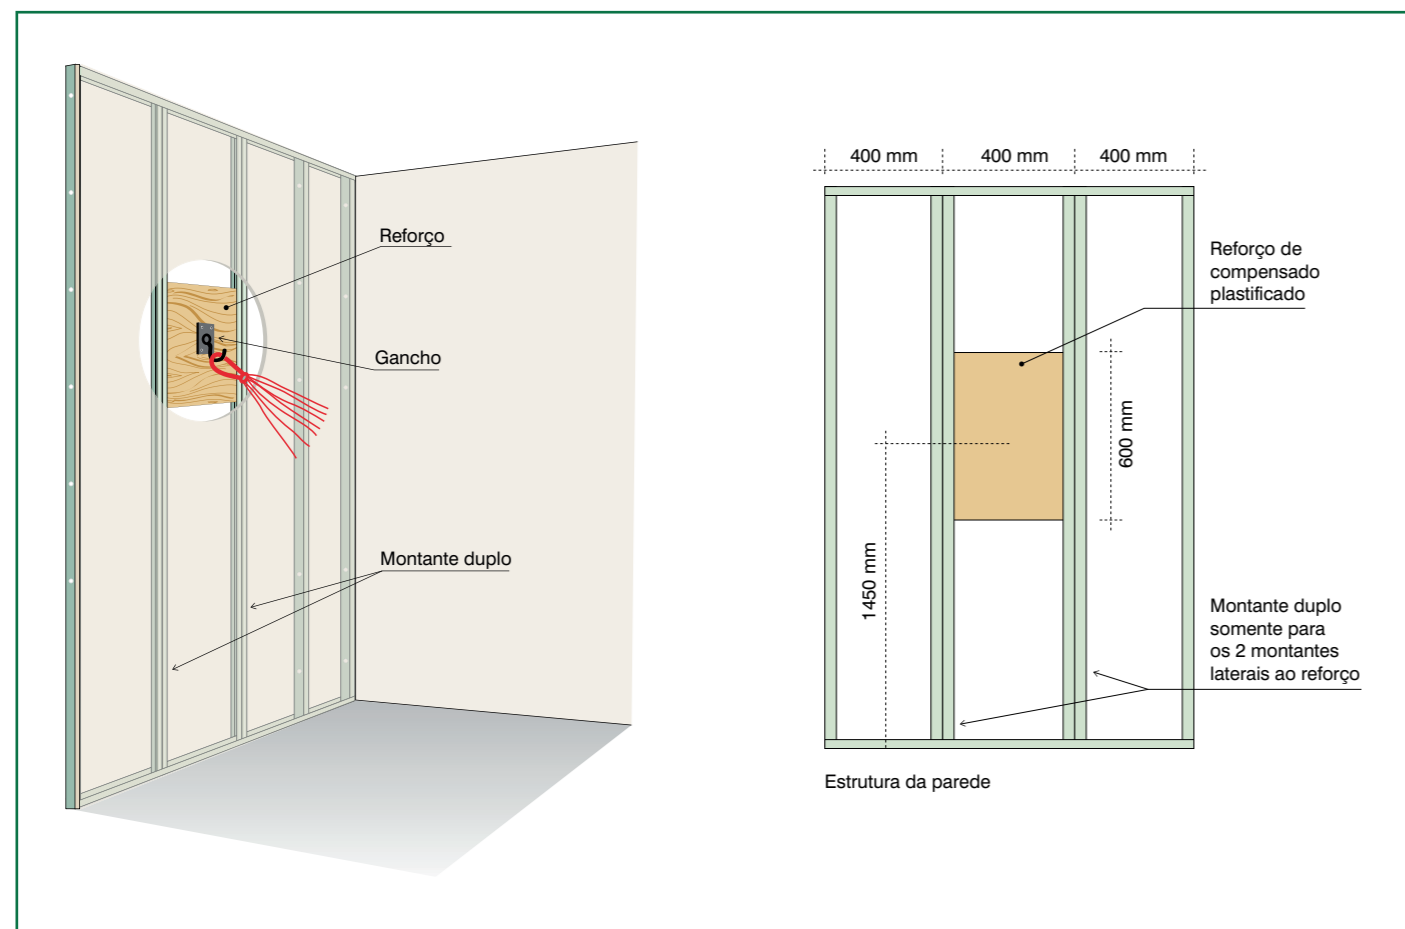 Reforço
Gancho
Montante duplo
400 mm
400 mm
400 mm
Reforço de
compensado
plastificado
600 mm
1450 mm
Montante duplo
somente para
os 2 montantes
laterais ao reforço
Estrutura da parede